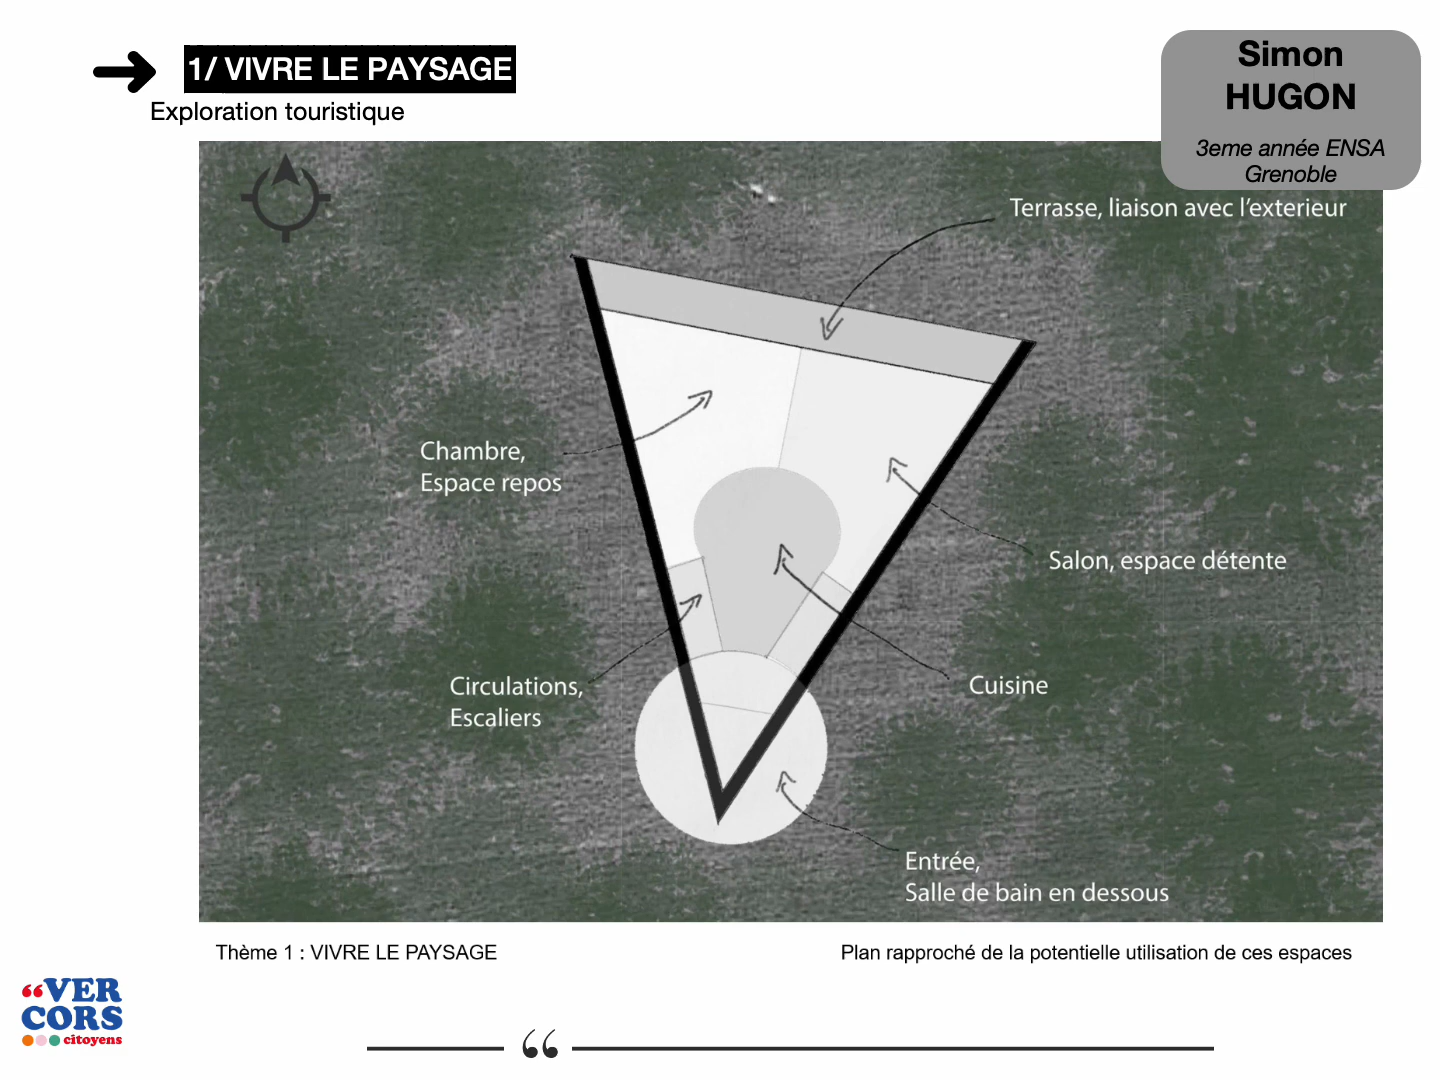 1/ VIVRE LE PAYSAGE
Exploration touristique
Simon
HUGON
3eme année ENSA
Grenoble
Terrasse, liaison avec l'exterieur
Chambre,
Espace repos
Salon, espace détente
Circulations,
Escaliers
Cuisine
Entrée,
Salle de bain en dessous
Thème 1 : VIVRE LE PAYSAGE
Plan rapproché de la potentielle utilisation de ces espaces
“VER
CORS
citoyens
“